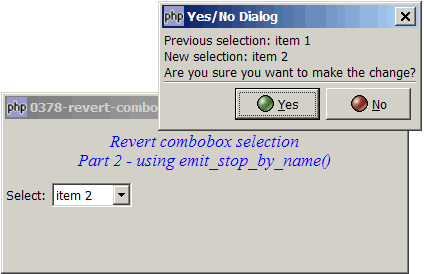 php Yes/No Dialog
Previous selection: item 1
New selection: item 2
Are you sure you want to make the change?
Yes No
php 0378-revert-combo
Revert combobox selection
Part 2 - using emit_stop_by_name()
Select: item 2